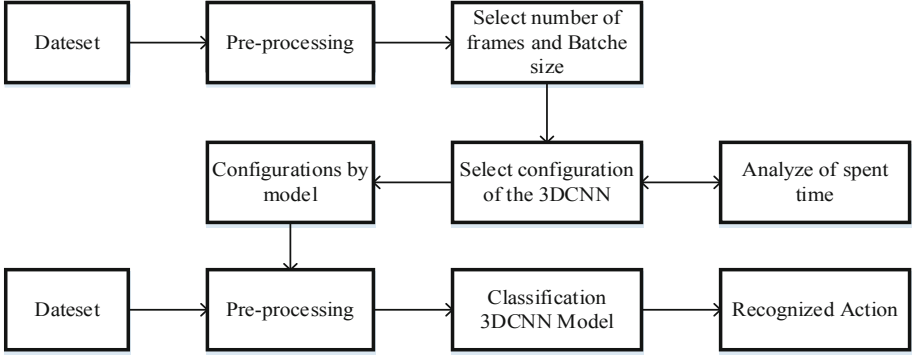 Dateset
Pre-processing
Select number of
frames and Batche
size
Configurations by
model
Select configuration
of the 3DCNN
Analyze of spent
time
Dateset
Pre-processing
Classification
3DCNN Model
Recognized Action